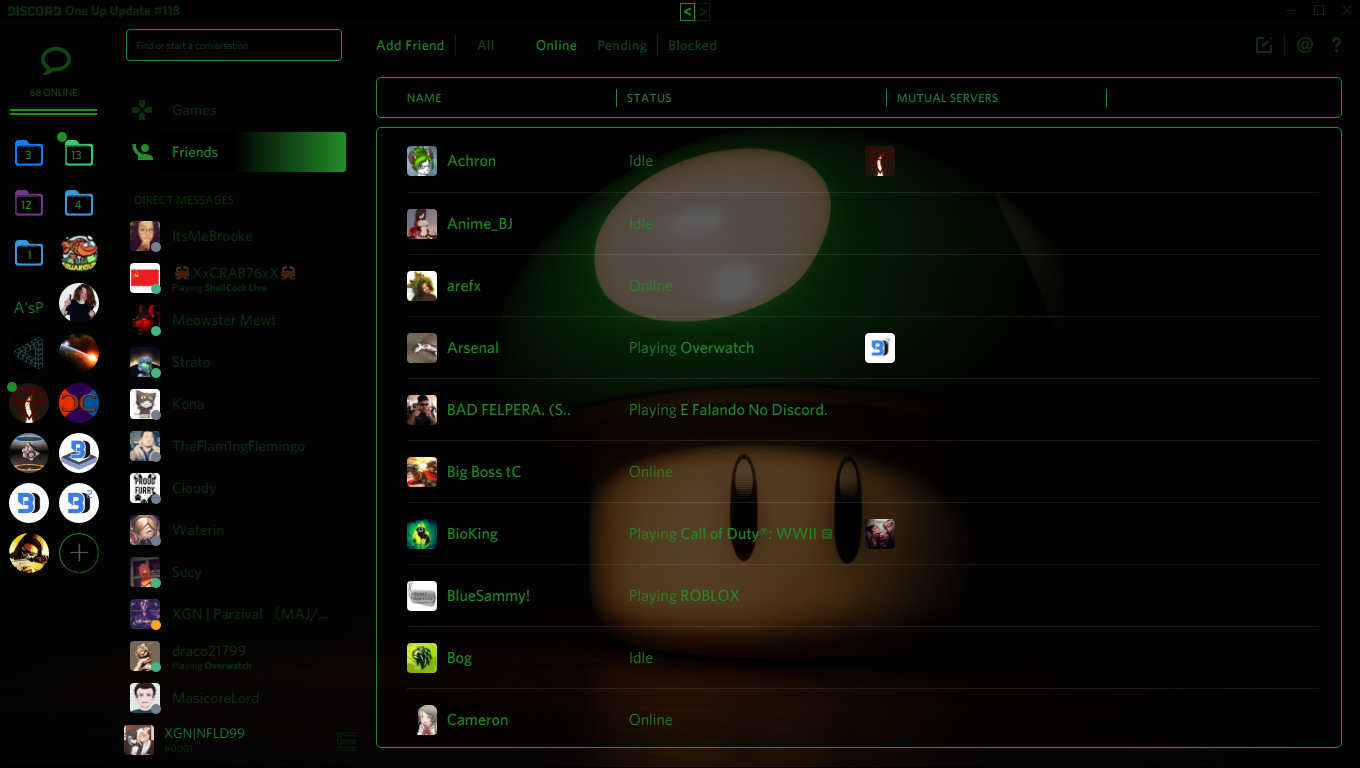 DISCORD One Up Update #118
< >
Find or start a conversation
Add Friend All Online Pending Blocked
@ ?
68 ONLINE
Games
Friends
NAME STATUS MUTUAL SERVERS
3 13
12 4
1
A'sP
DIRECT MESSAGES
ItsMeBrooke
🦀XxCRAB76xX🦀
Playing ShellCock Live
Meowster Mewt
Strato
Kona
TheFlam1ngFlemingo
Cloudy
PROUD FURRY
Waterin
Sucy
XGN | Parzival 〘MAJ/...
draco21799
Playing Overwatch
MasicoreLord
XGN|NFLD99
#0001
Achron Idle
Anime_BJ Idle
arefx Online
Arsenal Playing Overwatch
BAD FELPERA. (S.. Playing E Falando No Discord.
Big Boss tC Online
BioKing Playing Call of Duty®: WWII
BlueSammy! Playing ROBLOX
Bog Idle
Cameron Online